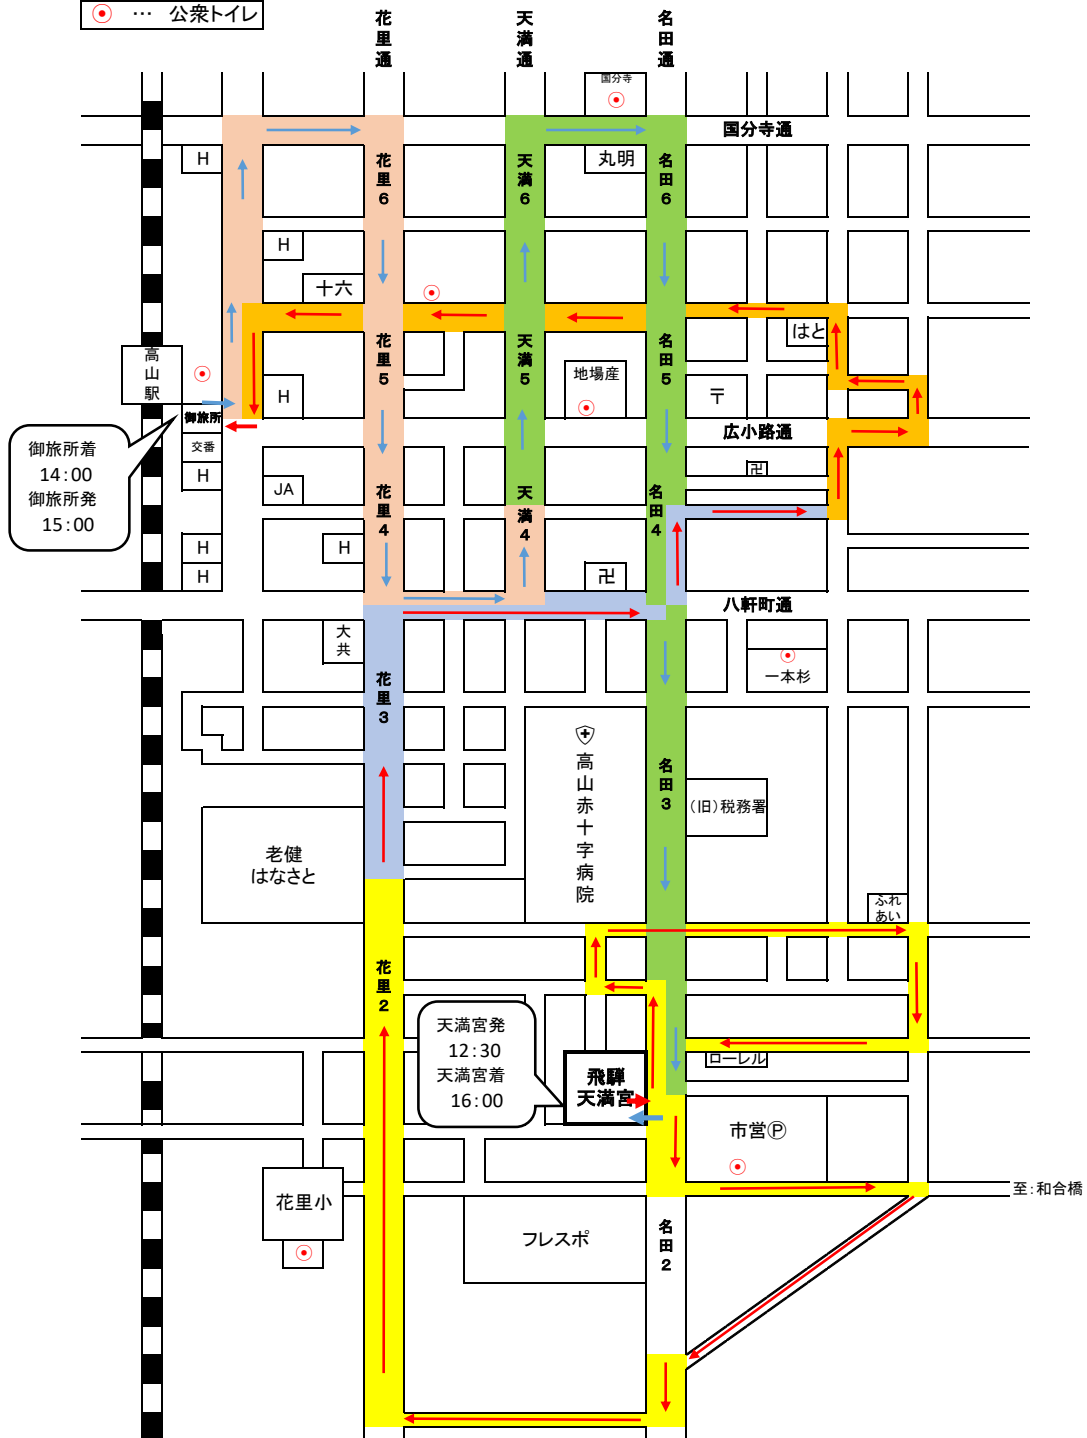 … 公衆トイレ
花里通
天満通
名田通
国分寺
国分寺通
H
丸明
花里6
天満6
名田6
H
十六
はと
高山駅
花里5
天満5
名田5
地場産
〒
H
御旅所
広小路通
交番
御旅所着
14:00
御旅所発
15:00
H
JA
卍
花里4
天満4
名田4
H
H
H
卍
八軒町通
大共
一本杉
花里3
高山赤十字病院
名田3
(旧)税務署
老健
はなさと
ふれ
あい
花里2
天満宮発
12:30
天満宮着
16:00
ローレル
飛騨
天満宮
市営Ⓟ
花里小
至:和合橋
フレスポ
名田2